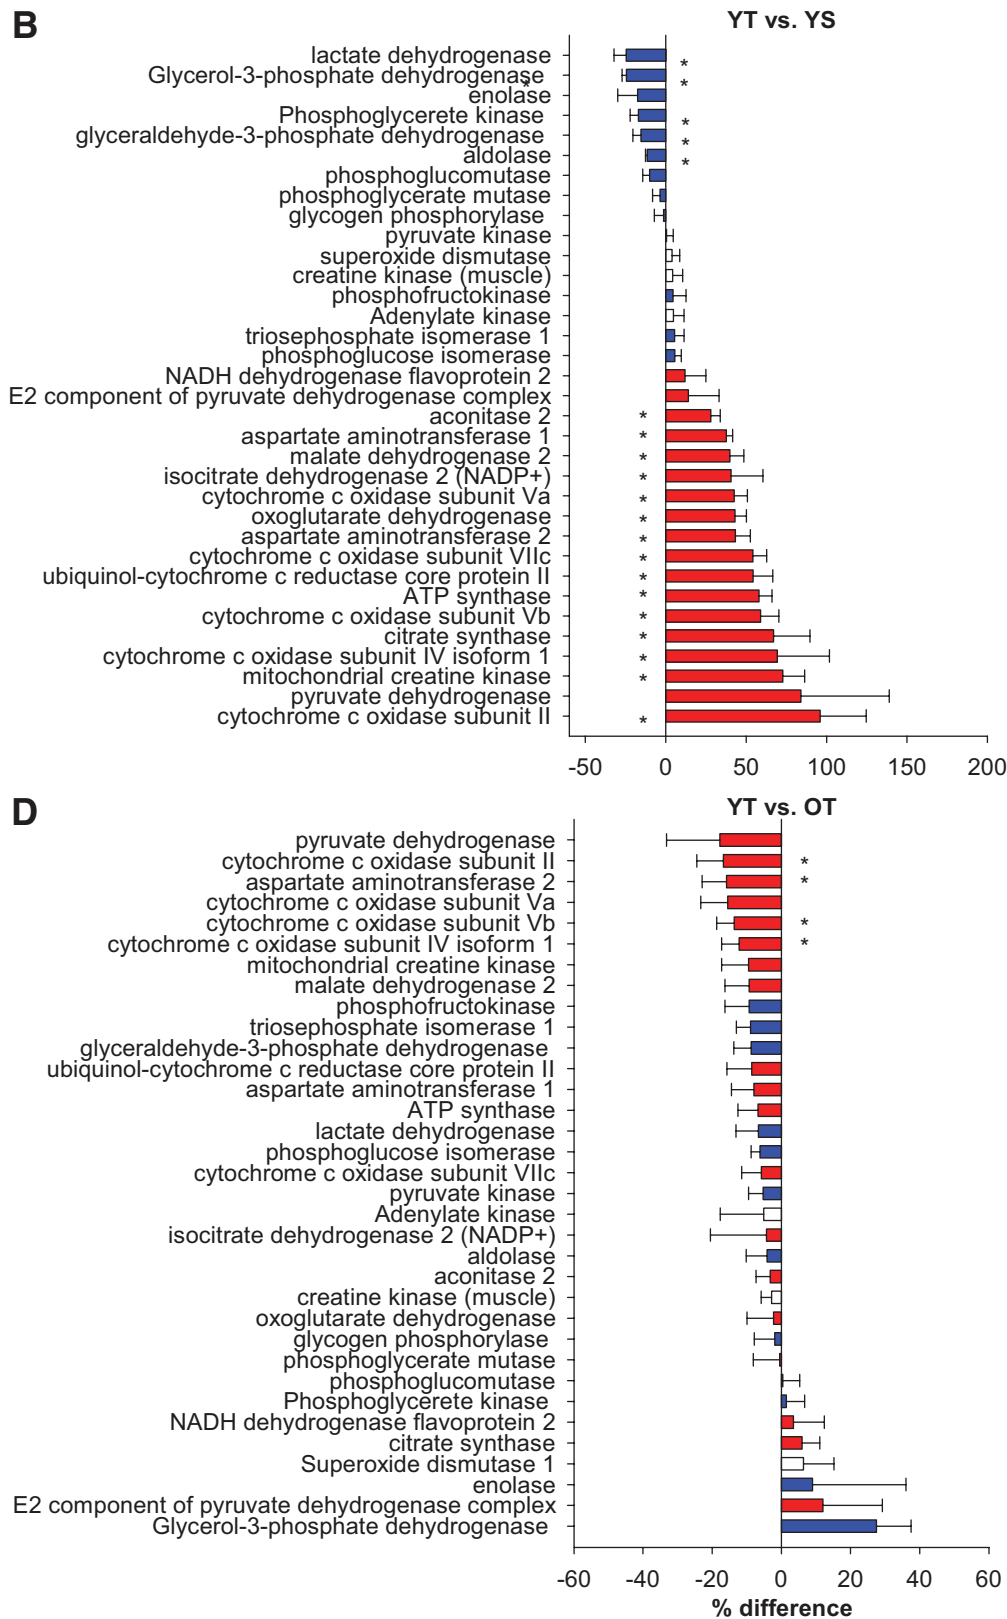 B
YT vs. YS
lactate dehydrogenase *
Glycerol-3-phosphate dehydrogenase *
* enolase
Phosphoglycerete kinase *
glyceraldehyde-3-phosphate dehydrogenase *
aldolase *
phosphoglucomutase
phosphoglycerate mutase
glycogen phosphorylase
pyruvate kinase
superoxide dismutase
creatine kinase (muscle)
phosphofructokinase
Adenylate kinase
triosephosphate isomerase 1
phosphoglucose isomerase
NADH dehydrogenase flavoprotein 2
E2 component of pyruvate dehydrogenase complex
aconitase 2 *
aspartate aminotransferase 1 *
malate dehydrogenase 2 *
isocitrate dehydrogenase 2 (NADP+) *
cytochrome c oxidase subunit Va *
oxoglutarate dehydrogenase *
aspartate aminotransferase 2 *
cytochrome c oxidase subunit VIIc *
ubiquinol-cytochrome c reductase core protein II *
ATP synthase *
cytochrome c oxidase subunit Vb *
citrate synthase *
cytochrome c oxidase subunit IV isoform 1 *
mitochondrial creatine kinase *
pyruvate dehydrogenase
cytochrome c oxidase subunit II *
-50 0 50 100 150 200
D
YT vs. OT
pyruvate dehydrogenase
cytochrome c oxidase subunit II *
aspartate aminotransferase 2 *
cytochrome c oxidase subunit Va
cytochrome c oxidase subunit Vb *
cytochrome c oxidase subunit IV isoform 1 *
mitochondrial creatine kinase
malate dehydrogenase 2
phosphofructokinase
triosephosphate isomerase 1
glyceraldehyde-3-phosphate dehydrogenase
ubiquinol-cytochrome c reductase core protein II
aspartate aminotransferase 1
ATP synthase
lactate dehydrogenase
phosphoglucose isomerase
cytochrome c oxidase subunit VIIc
pyruvate kinase
Adenylate kinase
isocitrate dehydrogenase 2 (NADP+)
aldolase
aconitase 2
creatine kinase (muscle)
oxoglutarate dehydrogenase
glycogen phosphorylase
phosphoglycerate mutase
phosphoglucomutase
Phosphoglycerete kinase
NADH dehydrogenase flavoprotein 2
citrate synthase
Superoxide dismutase 1
enolase
E2 component of pyruvate dehydrogenase complex
Glycerol-3-phosphate dehydrogenase
-60 -40 -20 0 20 40 60
% difference